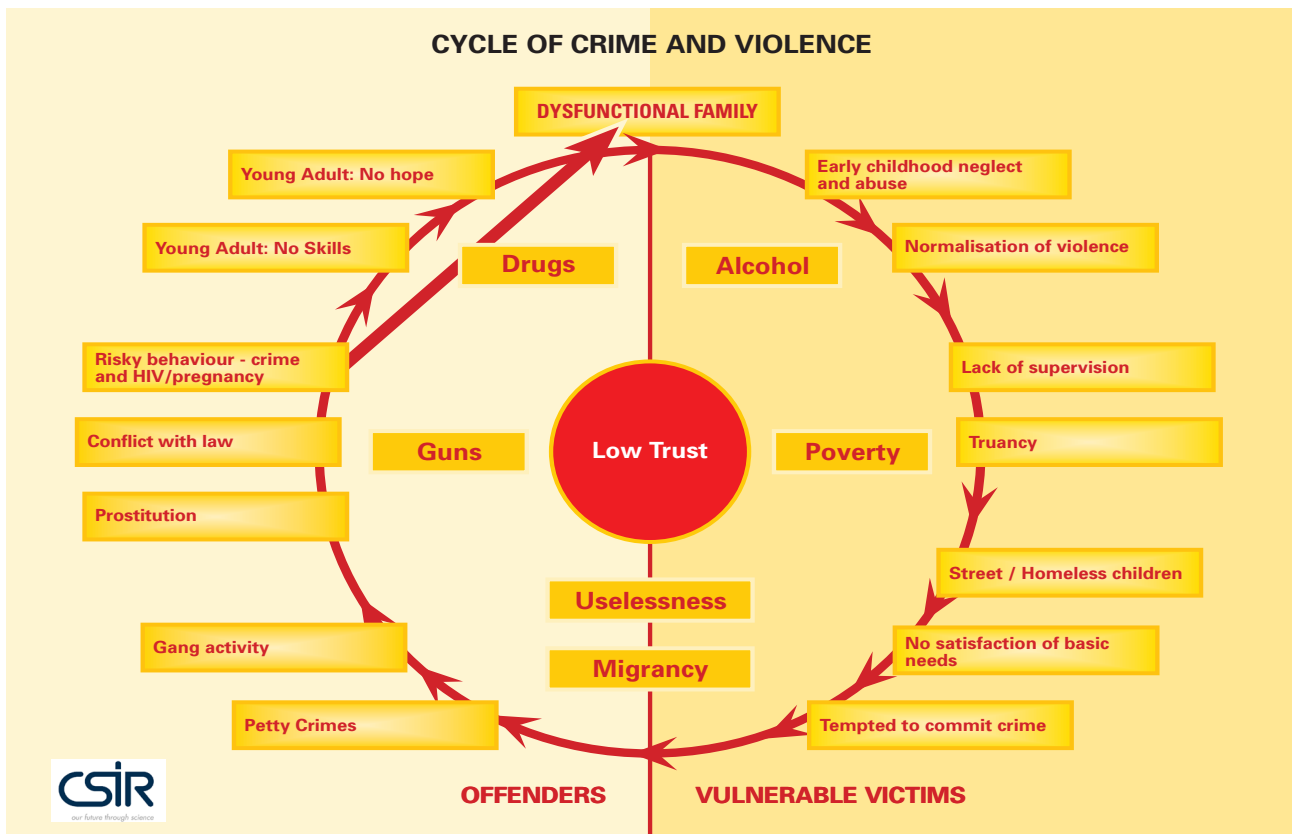 CYCLE OF CRIME AND VIOLENCE
DYSFUNCTIONAL FAMILY
Young Adult: No hope
Early childhood neglect
and abuse
Young Adult: No Skills
Normalisation of violence
Drugs
Alcohol
Risky behaviour - crime
and HIV/pregnancy
Lack of supervision
Conflict with law
Guns
Low Trust
Poverty
Truancy
Prostitution
Street / Homeless children
Uselessness
Gang activity
No satisfaction of basic
needs
Migrancy
Petty Crimes
Tempted to commit crime
CSIR
our future through science
OFFENDERS
VULNERABLE VICTIMS